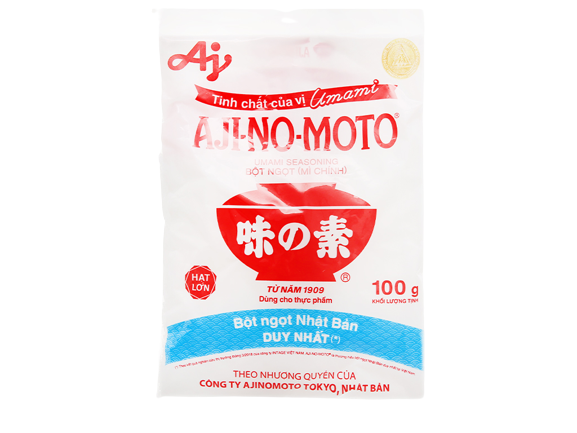 Aj
Tinh chất của vị Umami
AJI-NO-MOTO®
UMAMI SEASONING
BỘT NGỌT (MÌ CHÍNH)
味の素
®
TỪ NĂM 1909
Dùng cho thực phẩm
HẠT
LỚN
100 g
KHỐI LƯỢNG TỊNH
Bột ngọt Nhật Bản
DUY NHẤT(*)
THEO NHƯỢNG QUYỀN CỦA
CÔNG TY AJINOMOTO TOKYO, NHẬT BẢN